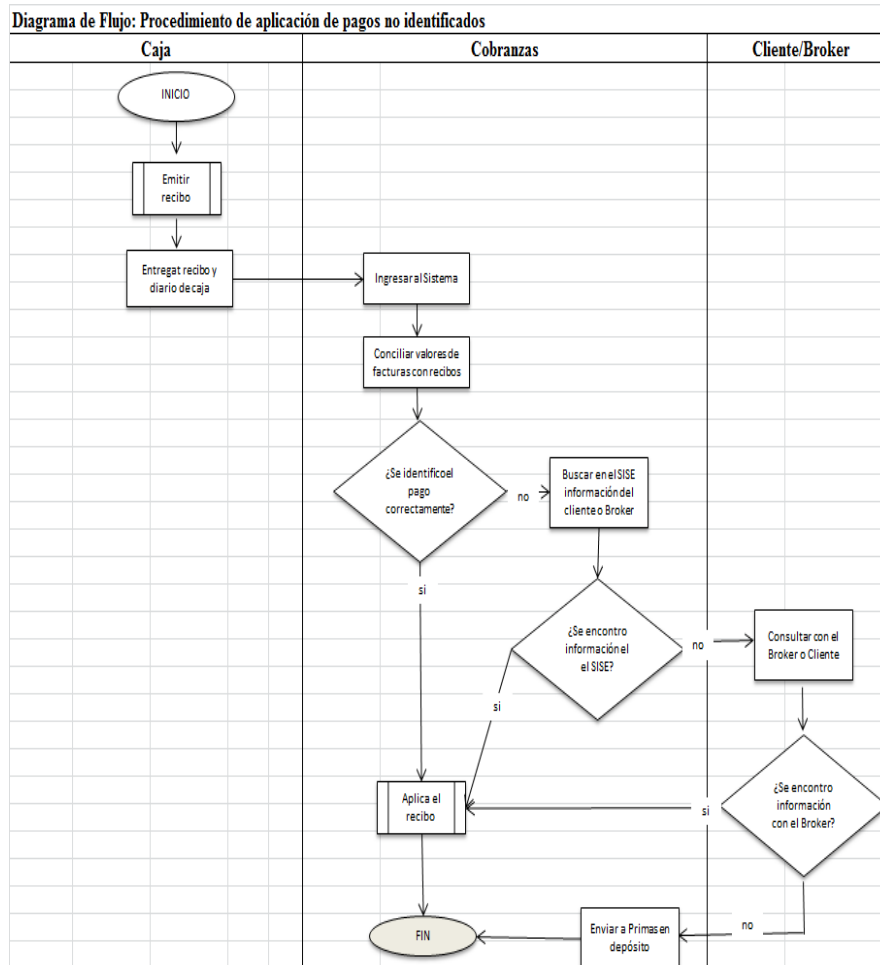 Diagrama de Flujo: Procedimiento de aplicación de pagos no identificados
Caja
Cobranzas
Cliente/Broker
INICIO
Emitir
recibo
Entregat recibo y
diario de caja
Ingresar al Sistema
Conciliar valores de
facturas con recibos
¿Se identifico el
pago
correctamente?
no
Buscar en el SISE
información del
cliente o Broker
si
¿Se encontro
información el
el SISE?
no
Consultar con el
Broker o Cliente
si
¿Se encontro
información
con el Broker?
Aplica el
recibo
si
no
Enviar a Primas en
depósito
FIN